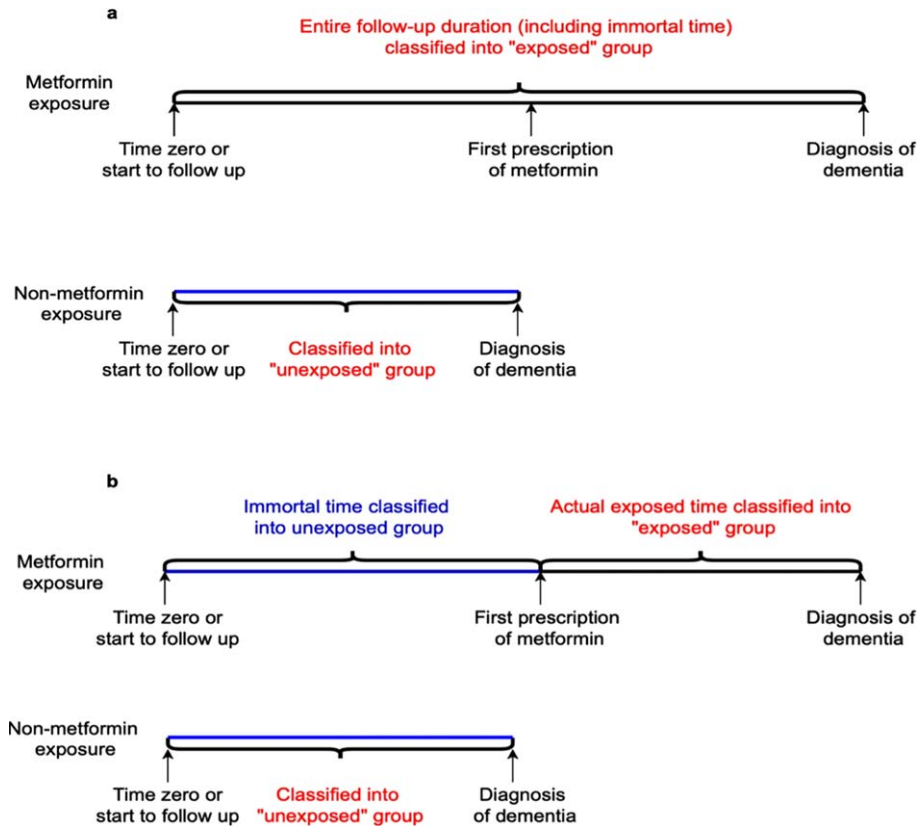 a
Entire follow-up duration (including immortal time)
classified into "exposed" group
Metformin
exposure
Time zero or
start to follow up
First prescription
of metformin
Diagnosis of
dementia
Non-metformin
exposure
Time zero or
start to follow up
Classified into
"unexposed" group
Diagnosis
of dementia
b
Immortal time classified
into unexposed group
Actual exposed time classified into
"exposed" group
Metformin
exposure
Time zero or
start to follow up
First prescription
of metformin
Diagnosis of
dementia
Non-metformin
exposure
Time zero or
start to follow up
Classified into
"unexposed" group
Diagnosis
of dementia